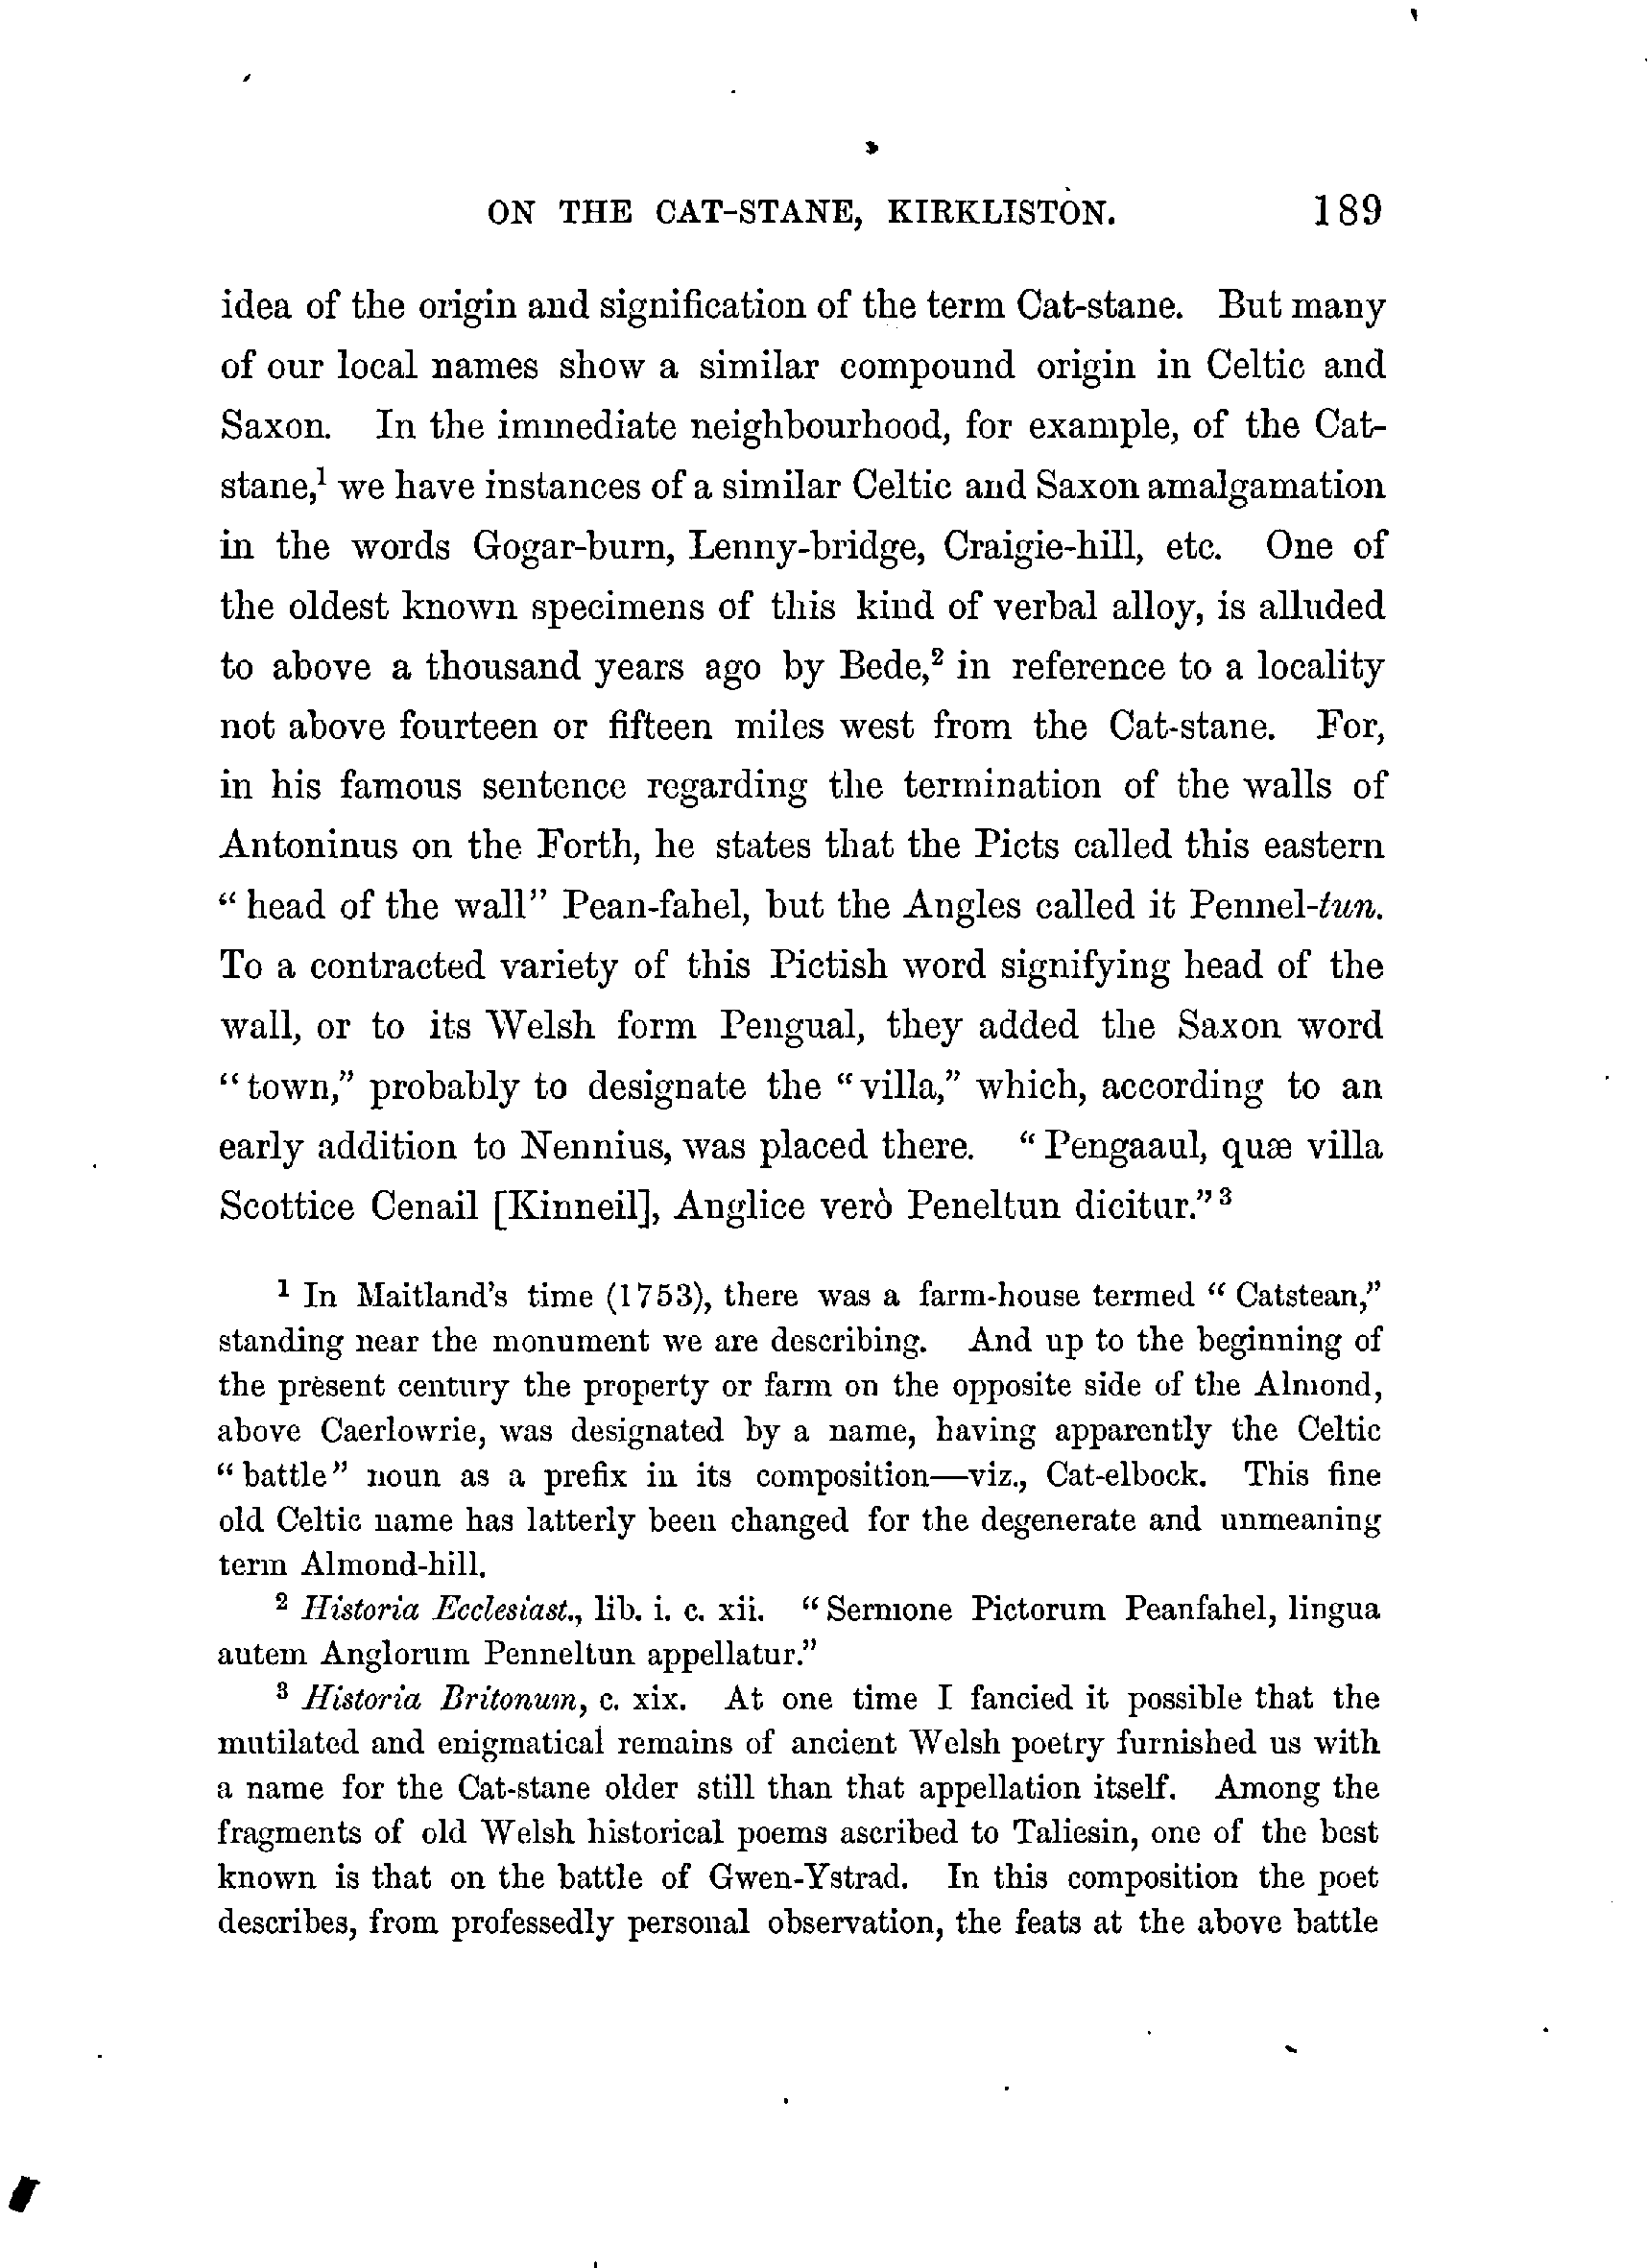 ON THE CAT-STANE, KIRKLISTON. 189
idea of the origin and signification of the term Cat-stane. But many
of our local names show a similar compound origin in Celtic and
Saxon. In the immediate neighbourhood, for example, of the Cat-
stane,¹ we have instances of a similar Celtic and Saxon amalgamation
in the words Gogar-burn, Lenny-bridge, Craigie-hill, etc. One of
the oldest known specimens of this kind of verbal alloy, is alluded
to above a thousand years ago by Bede,² in reference to a locality
not above fourteen or fifteen miles west from the Cat-stane. For,
in his famous sentence regarding the termination of the walls of
Antoninus on the Forth, he states that the Picts called this eastern
“head of the wall” Pean-fahel, but the Angles called it Pennel-tun.
To a contracted variety of this Pictish word signifying head of the
wall, or to its Welsh form Pengual, they added the Saxon word
“town,” probably to designate the “villa,” which, according to an
early addition to Nennius, was placed there. “Pengaaul, quæ villa
Scottice Cenail [Kinneil], Anglice verò Peneltun dicitur.”³
¹ In Maitland's time (1753), there was a farm-house termed “Catstean,”
standing near the monument we are describing. And up to the beginning of
the present century the property or farm on the opposite side of the Almond,
above Caerlowrie, was designated by a name, having apparently the Celtic
“battle” noun as a prefix in its composition—viz., Cat-elbock. This fine
old Celtic name has latterly been changed for the degenerate and unmeaning
term Almond-hill.
² Historia Ecclesiast., lib. i. c. xii. “Sermone Pictorum Peanfahel, lingua
autem Anglorum Penneltun appellatur.”
³ Historia Britonum, c. xix. At one time I fancied it possible that the
mutilated and enigmatical remains of ancient Welsh poetry furnished us with
a name for the Cat-stane older still than that appellation itself. Among the
fragments of old Welsh historical poems ascribed to Taliesin, one of the best
known is that on the battle of Gwen-Ystrad. In this composition the poet
describes, from professedly personal observation, the feats at the above battle